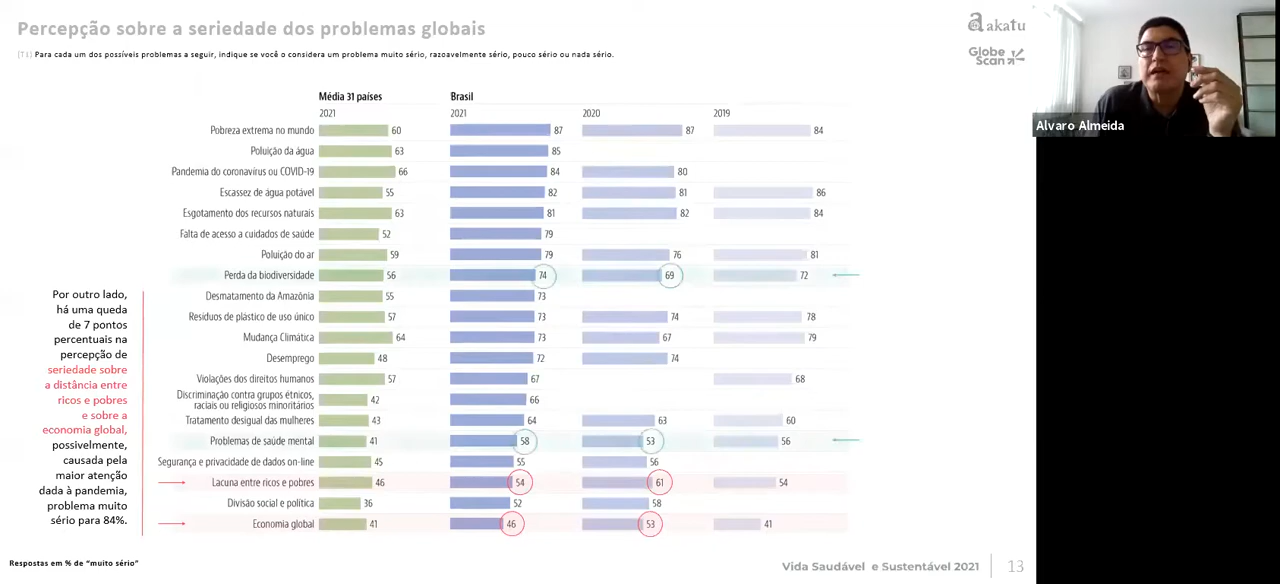 Percepção sobre a seriedade dos problemas globais
(T1) Para cada um dos possíveis problemas a seguir, indique se você o considera um problema muito sério, razoavelmente sério, pouco sério ou nada sério.
akatu
Globe
Scan
Alvaro Almeida
Média 31 países Brasil
2021 2021 2020 2019
Pobreza extrema no mundo 60 87 87 84
Poluição da água 63 85
Pandemia do coronavírus ou COVID-19 66 84 80
Escassez de água potável 55 82 81 86
Esgotamento dos recursos naturais 63 81 82 84
Falta de acesso a cuidados de saúde 52 79
Poluição do ar 59 79 76 81
Perda da biodiversidade 56 74 69 72
Desmatamento da Amazônia 55 73
Resíduos de plástico de uso único 57 73 74 78
Mudança Climática 64 73 67 79
Desemprego 48 72 74
Violações dos direitos humanos 57 67 68
Discriminação contra grupos étnicos,
raciais ou religiosos minoritários 42 66
Tratamento desigual das mulheres 43 64 63 60
Problemas de saúde mental 41 58 53 56
Segurança e privacidade de dados on-line 45 55 56
Lacuna entre ricos e pobres 46 54 61 54
Divisão social e política 36 52 58
Economia global 41 46 53 41
Por outro lado,
há uma queda
de 7 pontos
percentuais na
percepção de
seriedade sobre
a distância entre
ricos e pobres
e sobre a
economia global,
possivelmente,
causada pela
maior atenção
dada à pandemia,
problema muito
sério para 84%.
Respostas em % de "muito sério"
Vida Saudável e Sustentável 2021 13